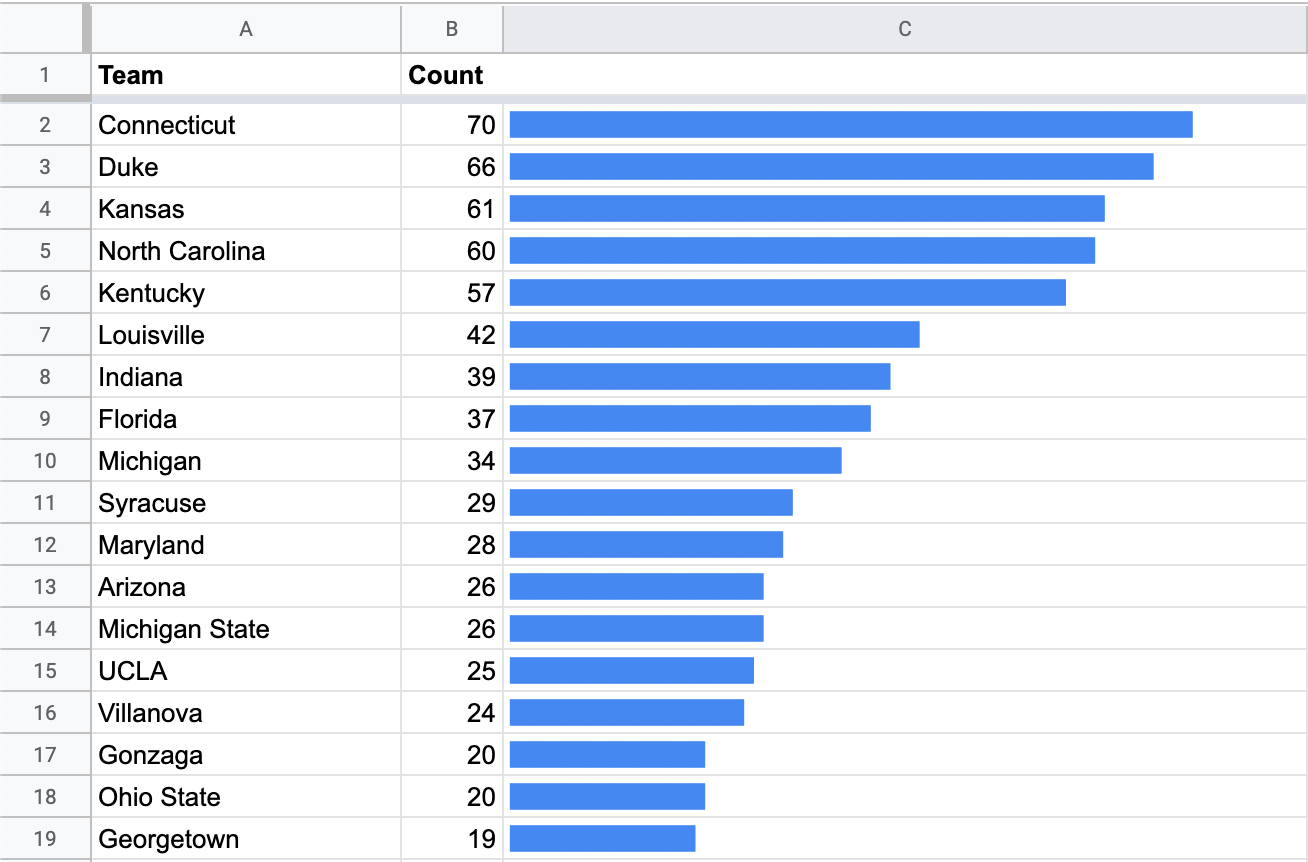 A B C
1 Team Count
2 Connecticut 70
3 Duke 66
4 Kansas 61
5 North Carolina 60
6 Kentucky 57
7 Louisville 42
8 Indiana 39
9 Florida 37
10 Michigan 34
11 Syracuse 29
12 Maryland 28
13 Arizona 26
14 Michigan State 26
15 UCLA 25
16 Villanova 24
17 Gonzaga 20
18 Ohio State 20
19 Georgetown 19